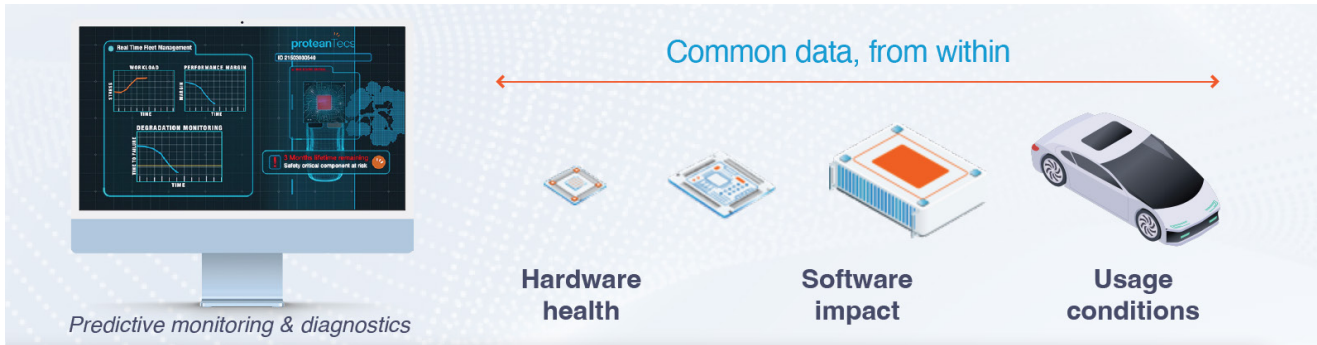 Real Time Fleet Management
proteanTecs
WORKLOAD
STRESS
TIME
PERFORMANCE MARGIN
MARGIN
TIME
DEGRADATION MONITORING
TIME TO FAILURE
TIME
3 Months lifetime remaining
Safety critical component at risk
Predictive monitoring & diagnostics
Common data, from within
Hardware
health
Software
impact
Usage
conditions